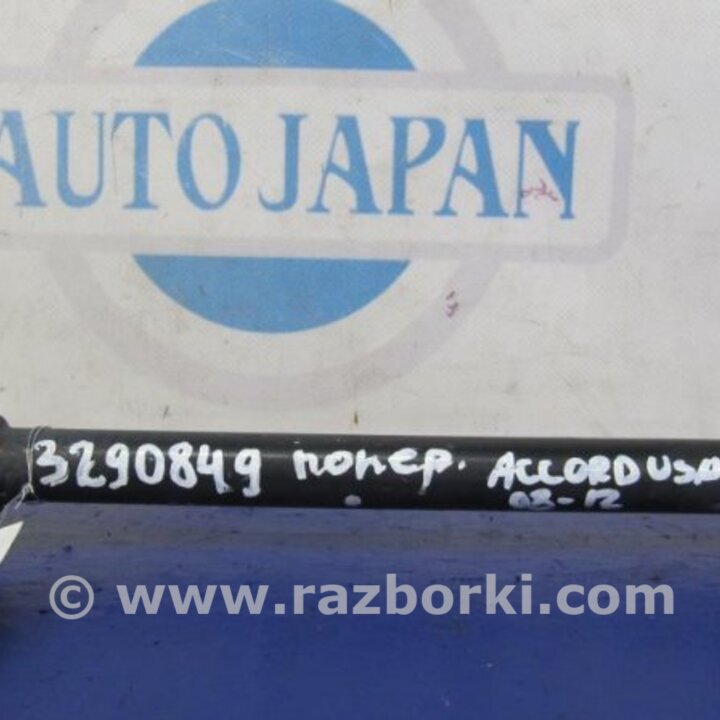 AUTO JAPAN
3290849 попер. ACCORD USA
08-12
© www.razborki.com